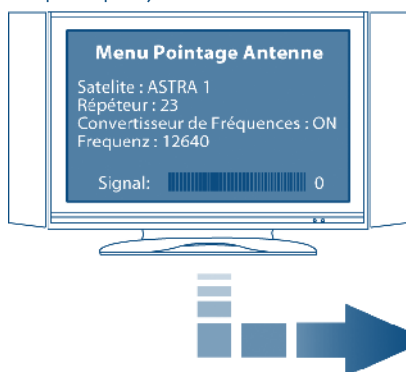 Menu Pointage Antenne
Satelite : ASTRA 1
Répéteur : 23
Convertisseur de Fréquences : ON
Frequenz : 12640
Signal: 0